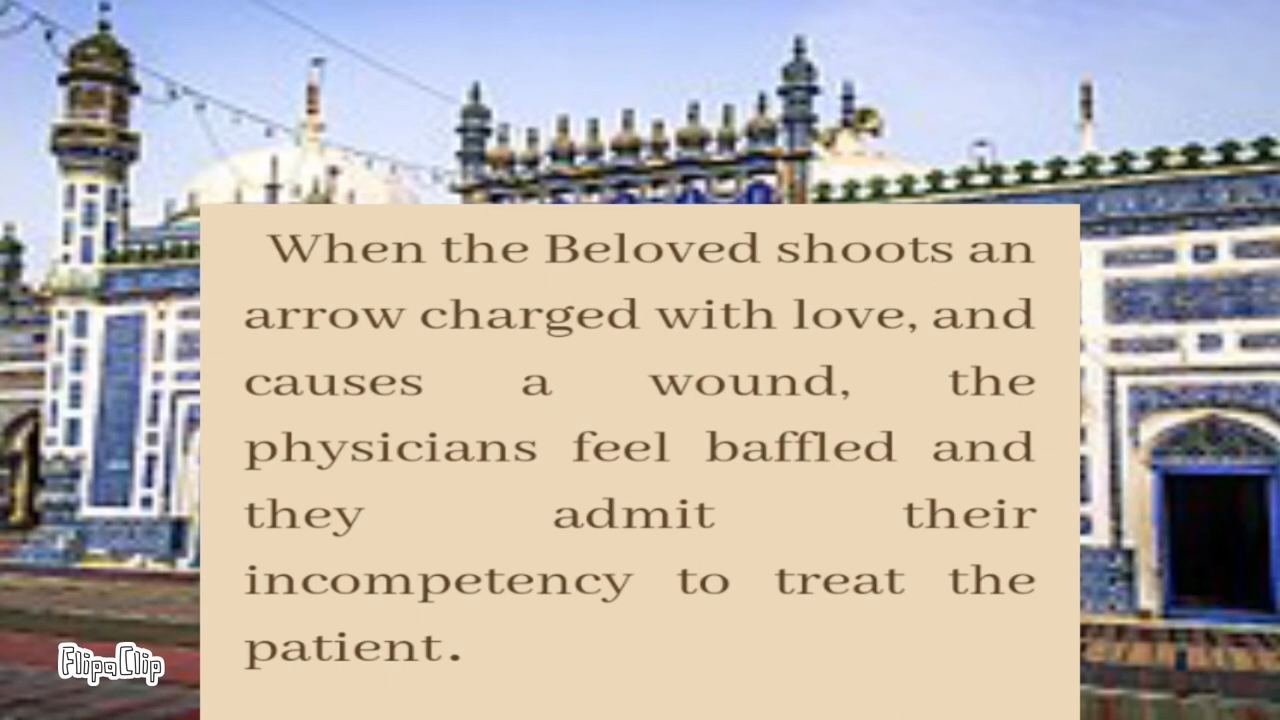 When the Beloved shoots an
arrow charged with love, and
causes a wound, the
physicians feel baffled and
they admit their
incompetency to treat the
patient.
FlipaClip